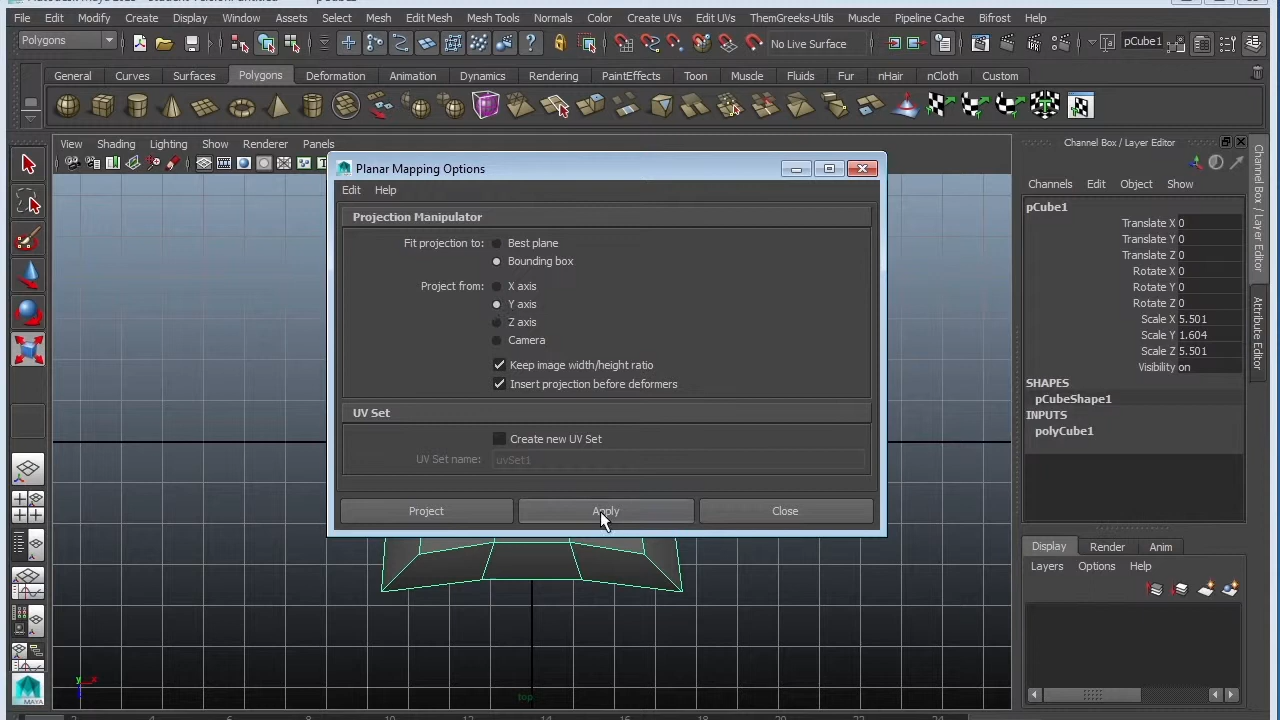 File Edit Modify Create Display Window Assets Select Mesh Edit Mesh Mesh Tools Normals Color Create UVs Edit UVs ThemGreeks-Utils Muscle Pipeline Cache Bifrost Help
Polygons No Live Surface pCube1
General Curves Surfaces Polygons Deformation Animation Dynamics Rendering PaintEffects Toon Muscle Fluids Fur nHair nCloth Custom
View Shading Lighting Show Renderer Panels
Channel Box / Layer Editor
Channels Edit Object Show
pCube1
Translate X 0
Translate Y 0
Translate Z 0
Rotate X 0
Rotate Y 0
Rotate Z 0
Scale X 5.501
Scale Y 1.604
Scale Z 5.501
Visibility on
SHAPES
pCubeShape1
INPUTS
polyCube1
Display Render Anim
Layers Options Help
Channel Box / Layer Editor
Attribute Editor
Planar Mapping Options
Edit Help
Projection Manipulator
Fit projection to: Best plane
Bounding box
Project from: X axis
Y axis
Z axis
Camera
Keep image width/height ratio
Insert projection before deformers
UV Set
Create new UV Set
UV Set name: uvSet1
Project Apply Close
y x
top
MAYA